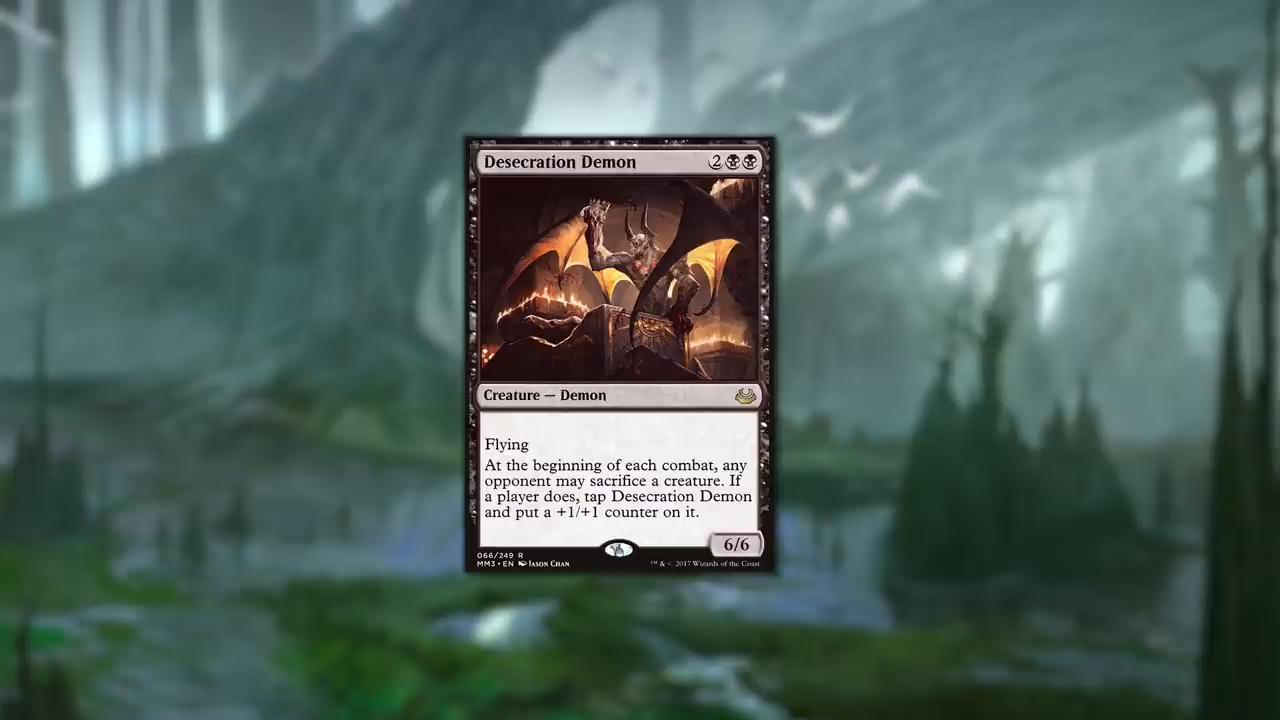 Desecration Demon 2
Creature — Demon
Flying
At the beginning of each combat, any
opponent may sacrifice a creature. If
a player does, tap Desecration Demon
and put a +1/+1 counter on it.
6/6
066/249 R
MM3 • EN Jason Chan
™ & © 2017 Wizards of the Coast